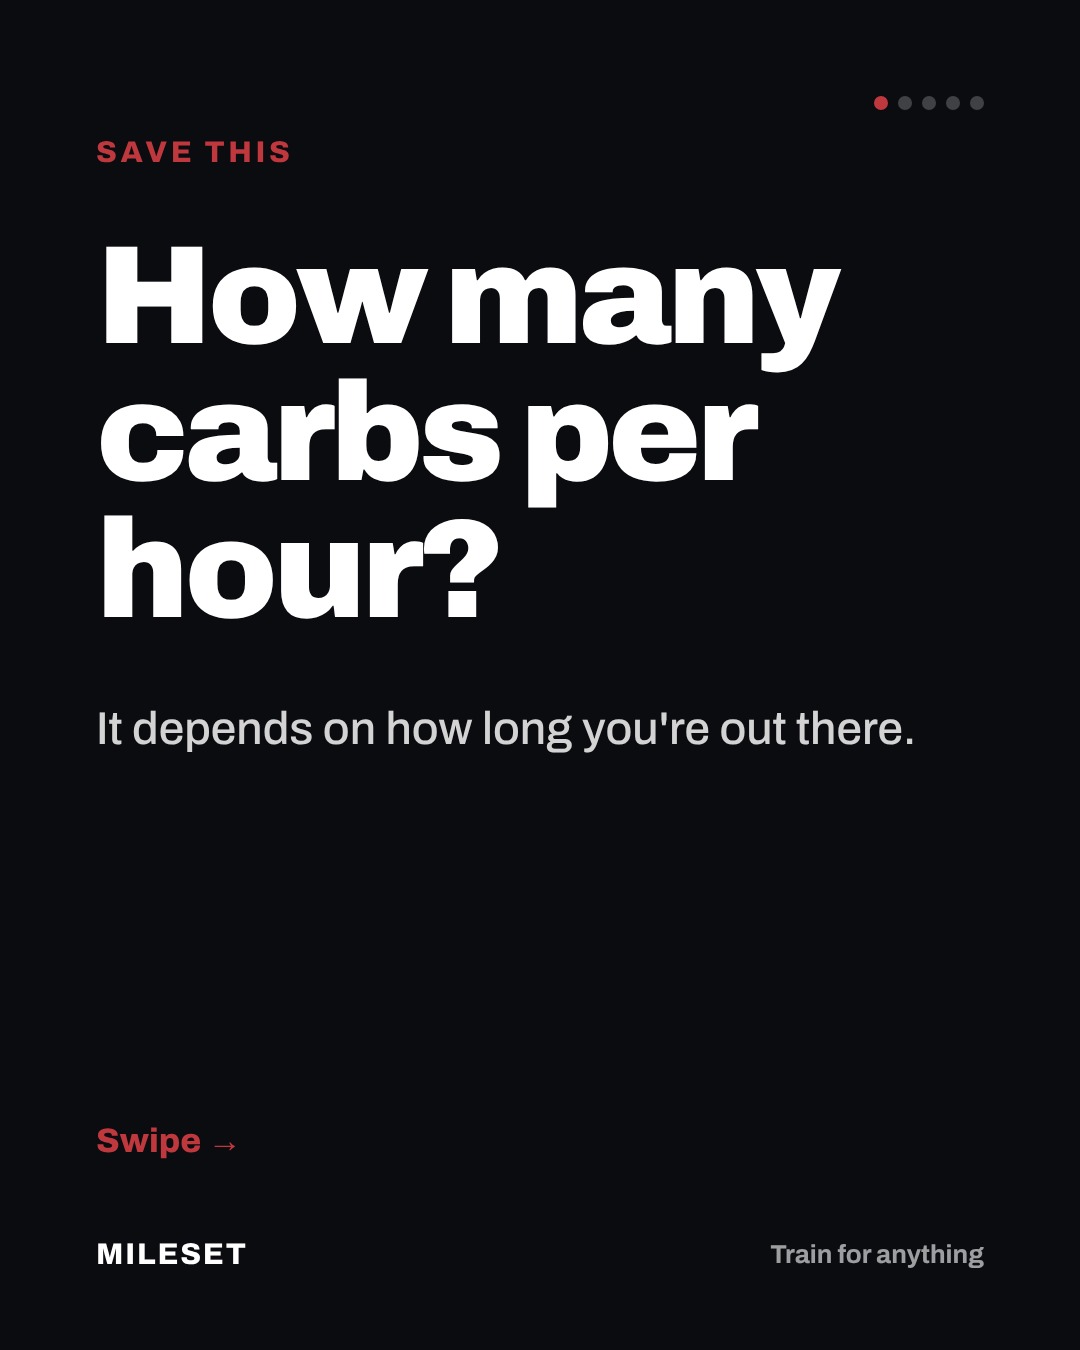 SAVE THIS
How many
carbs per
hour?
It depends on how long you're out there.
Swipe →
MILESET
Train for anything